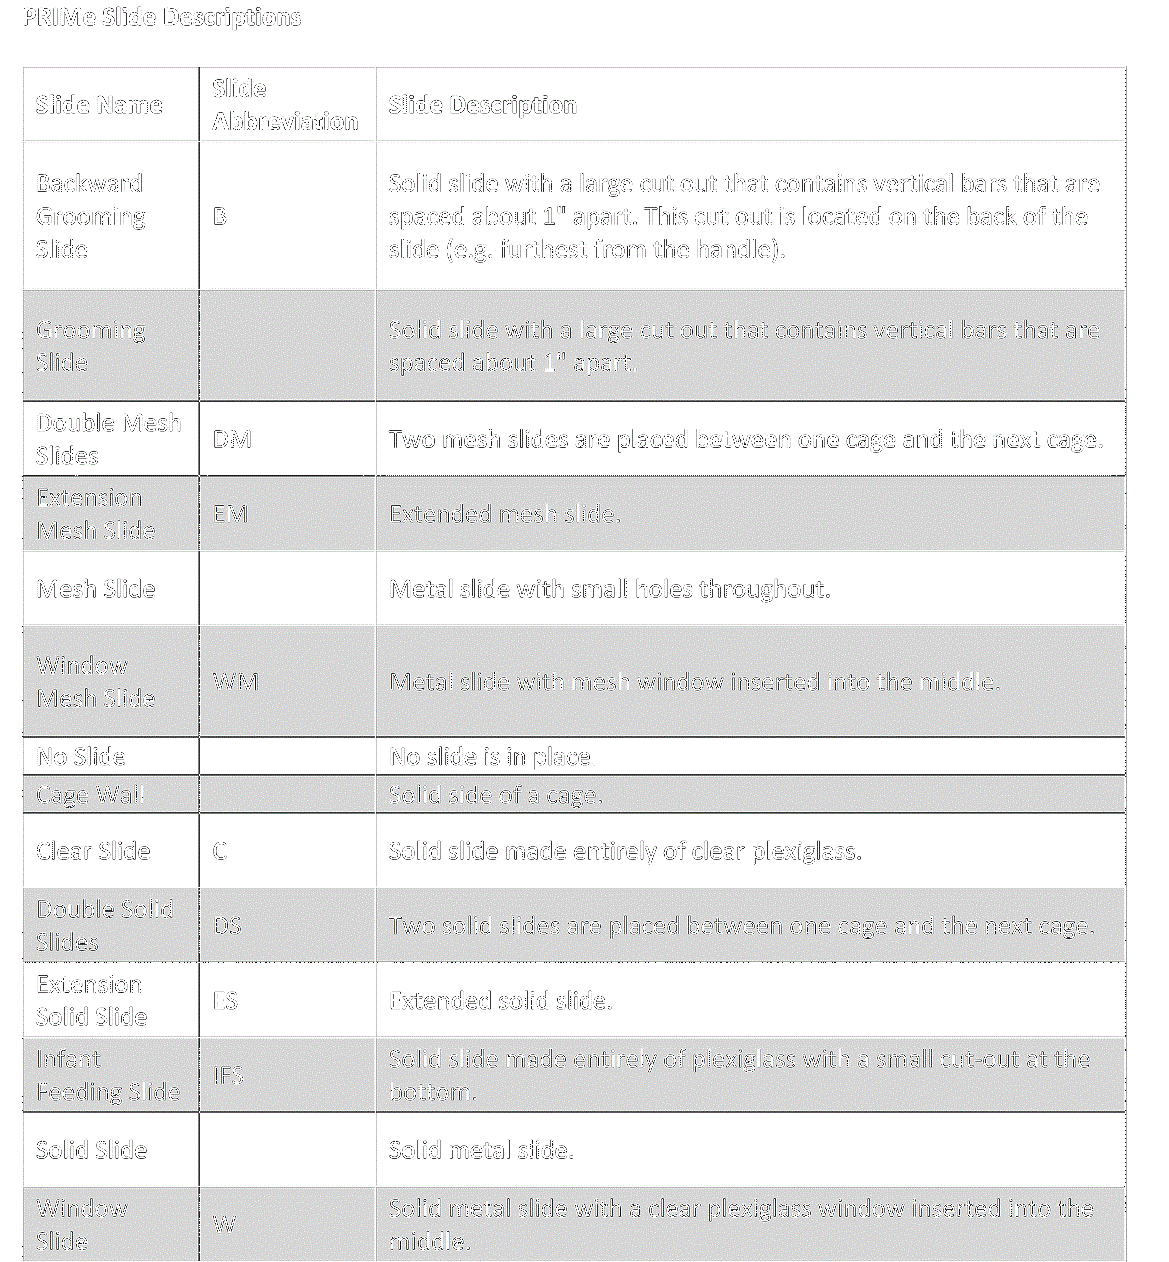 PRIMe Slide Descriptions
Slide Name
Slide
Abbreviation
Slide Description
Backward
Grooming
Slide
B
Solid slide with a large cut out that contains vertical bars that are
spaced about 1" apart. This cut out is located on the back of the
slide (e.g. furthest from the handle).
Grooming
Slide
Solid slide with a large cut out that contains vertical bars that are
spaced about 1" apart.
Double Mesh
Slides
DM
Two mesh slides are placed between one cage and the next cage.
Extension
Mesh Slide
EM
Extended mesh slide.
Mesh Slide
Metal slide with small holes throughout.
Window
Mesh Slide
WM
Metal slide with mesh window inserted into the middle.
No Slide
No slide is in place
Cage Wall
Solid side of a cage.
Clear Slide
C
Solid slide made entirely of clear plexiglass.
Double Solid
Slides
DS
Two solid slides are placed between one cage and the next cage.
Extension
Solid Slide
ES
Extended solid slide.
Infant
Feeding Slide
IFS
Solid slide made entirely of plexiglass with a small cut-out at the
bottom.
Solid Slide
Solid metal slide.
Window
Slide
W
Solid metal slide with a clear plexiglass window inserted into the
middle.